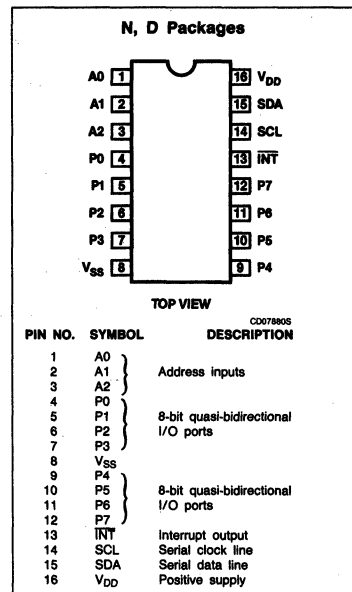 N, D Packages
A0 1 16 VDD
A1 2 15 SDA
A2 3 14 SCL
P0 4 13 INT
P1 5 12 P7
P2 6 11 P6
P3 7 10 P5
VSS 8 9 P4
TOP VIEW
CD07880S
PIN NO. SYMBOL DESCRIPTION
1 A0
2 A1 Address inputs
3 A2
4 P0
5 P1 8-bit quasi-bidirectional
6 P2 I/O ports
7 P3
8 VSS
9 P4
10 P5 8-bit quasi-bidirectional
11 P6 I/O ports
12 P7
13 INT Interrupt output
14 SCL Serial clock line
15 SDA Serial data line
16 VDD Positive supply